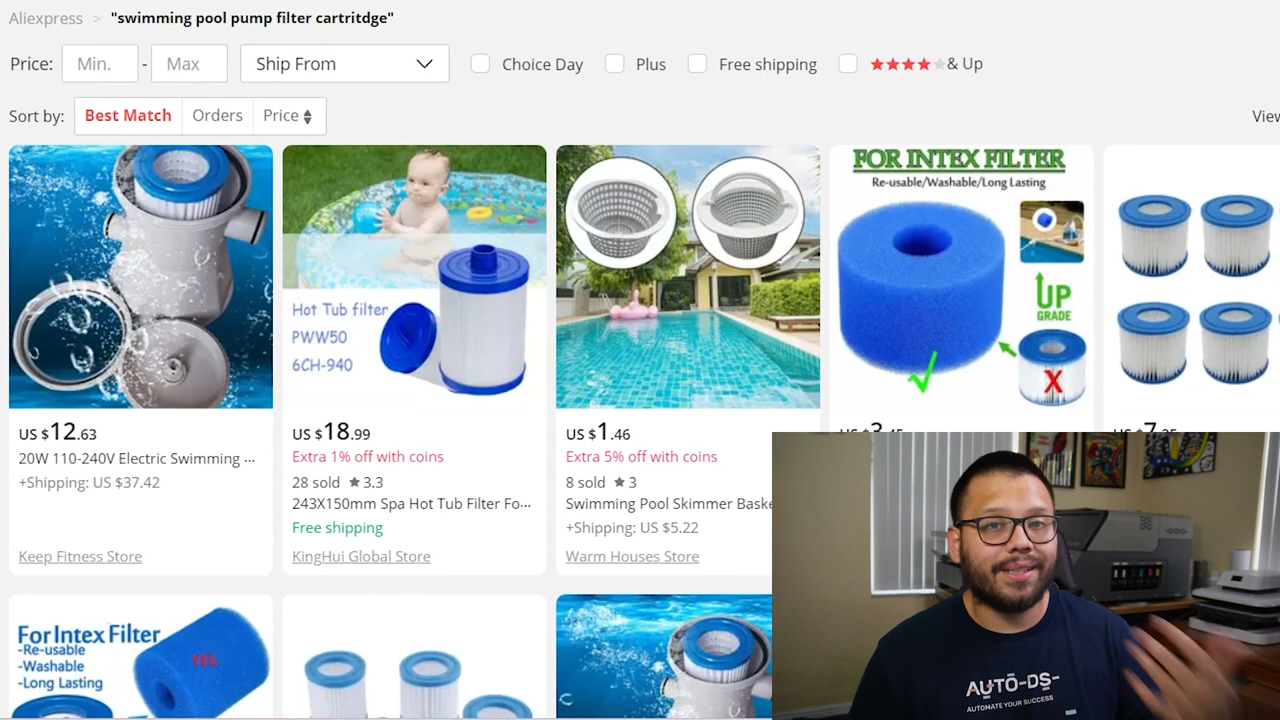 Aliexpress > "swimming pool pump filter cartritdge"
Price: Min. - Max Ship From Choice Day Plus Free shipping & Up
Sort by: Best Match Orders Price
FOR INTEX FILTER
Re-usable/Washable/Long Lasting
UP
GRADE
X
Hot Tub filter
PWW50
6CH-940
US $12.63
20W 110-240V Electric Swimming ...
+Shipping: US $37.42
Keep Fitness Store
US $18.99
Extra 1% off with coins
28 sold ★ 3.3
243X150mm Spa Hot Tub Filter Fo...
Free shipping
KingHui Global Store
US $1.46
Extra 5% off with coins
8 sold ★ 3
Swimming Pool Skimmer Baske
+Shipping: US $5.22
Warm Houses Store
For Intex Filter
-Re-usable
-Washable
-Long Lasting
YES
AUTO-DS-
AUTOMATE YOUR SUCCESS